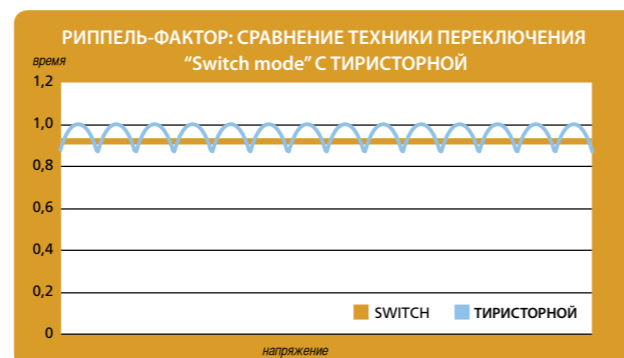 РИППЕЛЬ-ФАКТОР: СРАВНЕНИЕ ТЕХНИКИ ПЕРЕКЛЮЧЕНИЯ
“Switch mode” С ТИРИСТОРНОЙ
время
1,2
1,0
0,8
0,6
0,4
0,2
0
SWITCH
ТИРИСТОРНОЙ
напряжение